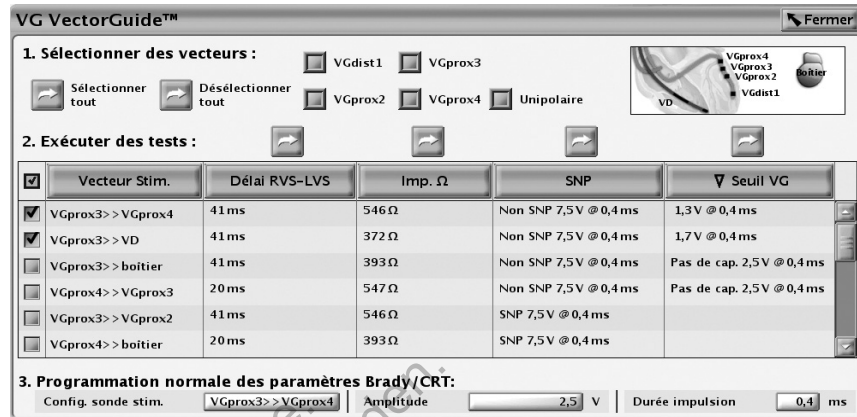 VG VectorGuide™
Fermer
1. Sélectionner des vecteurs :
Sélectionner tout
Désélectionner tout
VGdist1
VGprox3
VGprox2
VGprox4
Unipolaire
VGprox4
VGprox3
VGprox2
VGdist1
VD
Boîtier
2. Exécuter des tests :
Vecteur Stim. Délai RVS-LVS Imp. Ω SNP ∇ Seuil VG
VGprox3>>VGprox4 41 ms 546 Ω Non SNP 7,5 V @ 0,4 ms 1,3 V @ 0,4 ms
VGprox3>>VD 41 ms 372 Ω Non SNP 7,5 V @ 0,4 ms 1,7 V @ 0,4 ms
VGprox3>>boîtier 41 ms 393 Ω Non SNP 7,5 V @ 0,4 ms Pas de cap. 2,5 V @ 0,4 ms
VGprox4>>VGprox3 20 ms 547 Ω Non SNP 7,5 V @ 0,4 ms Pas de cap. 2,5 V @ 0,4 ms
VGprox3>>VGprox2 41 ms 546 Ω SNP 7,5 V @ 0,4 ms
VGprox4>>boîtier 20 ms 393 Ω SNP 7,5 V @ 0,4 ms
3. Programmation normale des paramètres Brady/CRT:
Config. sonde stim. VGprox3>>VGprox4 Amplitude 2,5 V Durée impulsion 0,4 ms